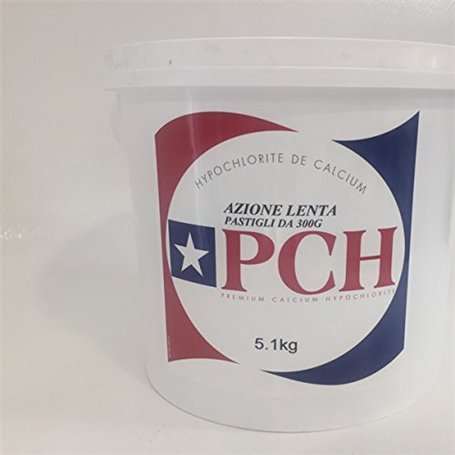 HYPOCHLORITE DE CALCIUM
AZIONE LENTA
PASTIGLI DA 300G
PCH
PREMIUM CALCIUM HYPOCHLORITE
5.1kg